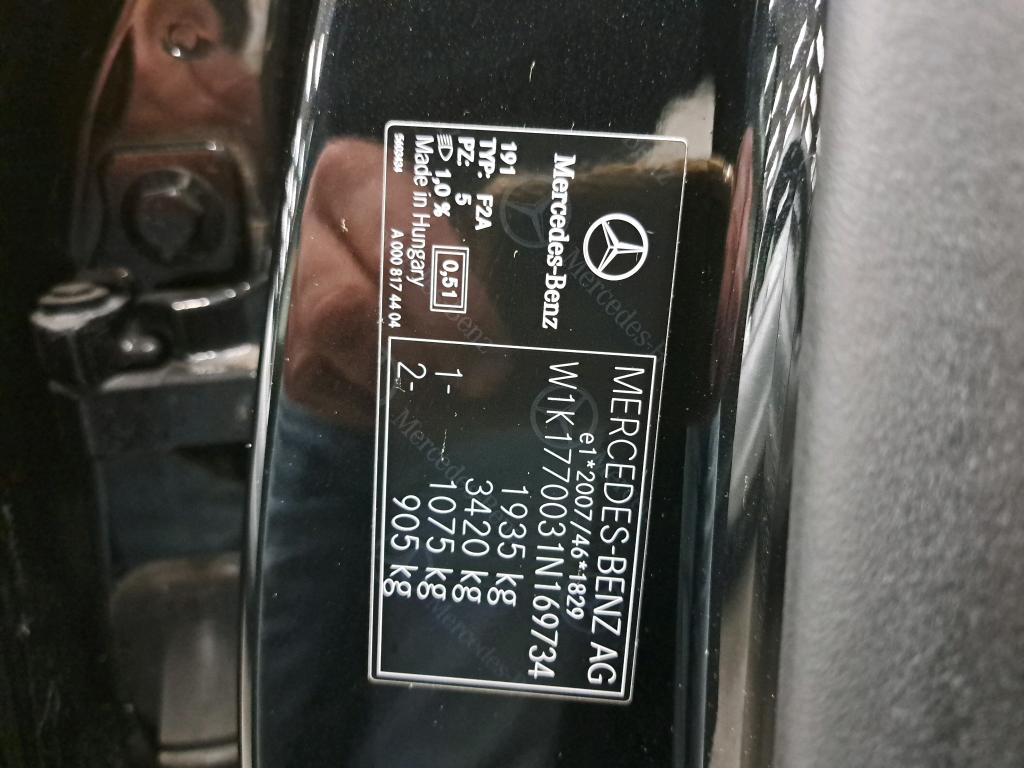 Mercedes-Benz
191
TYP: F2A
PZ: 5
1,0 % 0,51
Made in Hungary
A 000 817 44 04
MERCEDES-BENZ AG
e1*2007/46*1829
W1K1770031N169734
1935 kg
3420 kg
1- 1075 kg
2- 905 kg